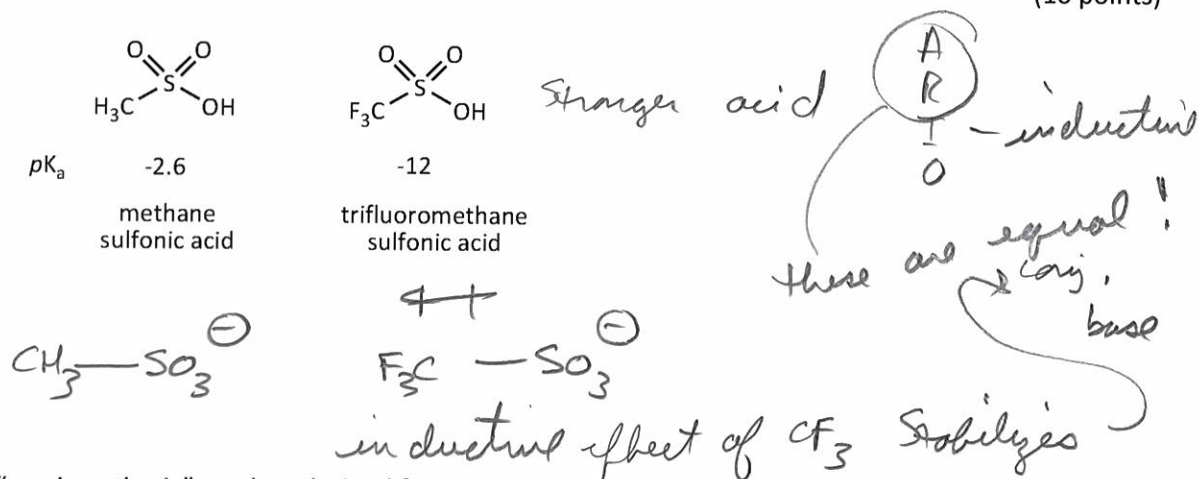 (10 points)
O O
S
H₃C OH
O O
S
F₃C OH
Stronger acid
A
R
I - inductive
O
pKₐ -2.6 -12
methane
sulfonic acid
trifluoromethane
sulfonic acid
these are equal!
conj.
base
CH₃—SO₃⊖
F₃C—SO₃⊖
inductive effect of CF₃ Stabilizes